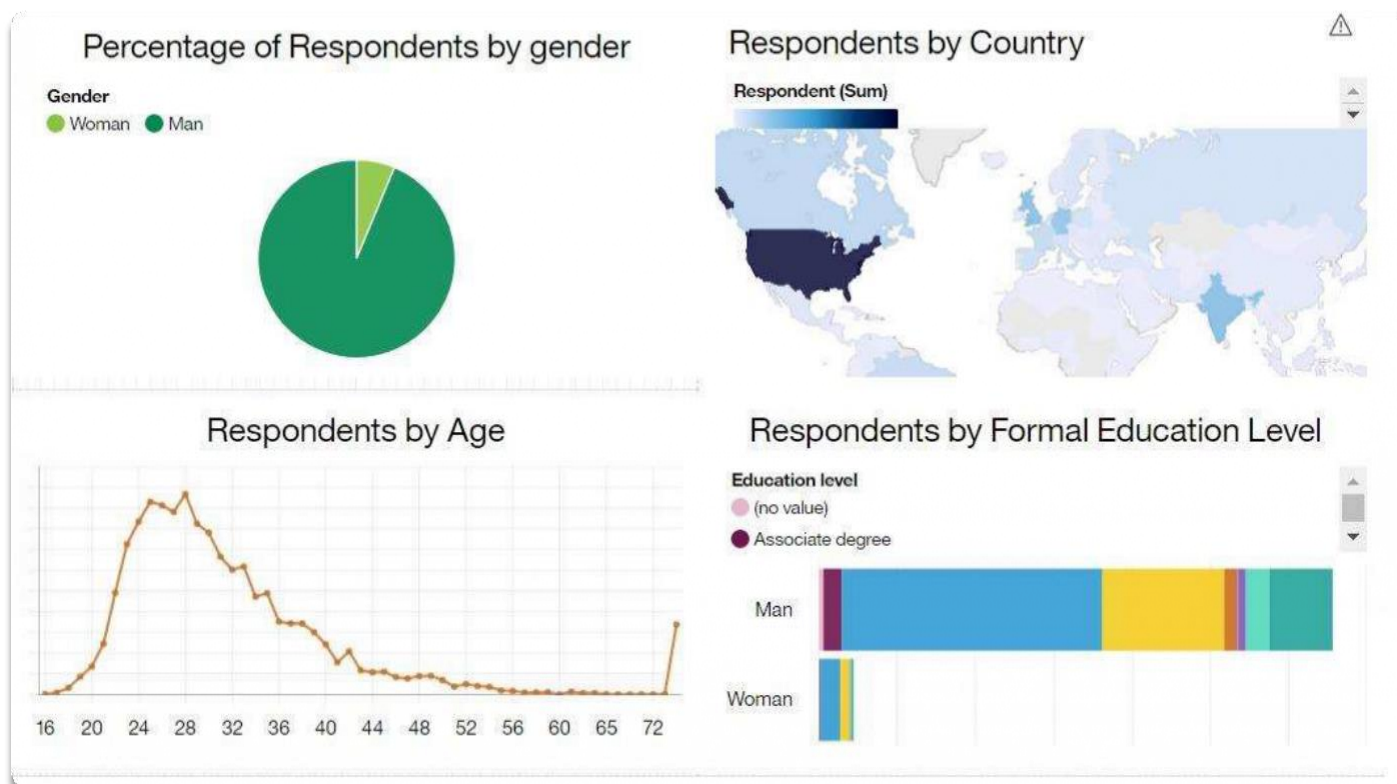 Percentage of Respondents by gender
Gender
Woman Man
Respondents by Country
Respondent (Sum)
Respondents by Age
16 20 24 28 32 36 40 44 48 52 56 60 65 72
Respondents by Formal Education Level
Education level
(no value)
Associate degree
Man
Woman